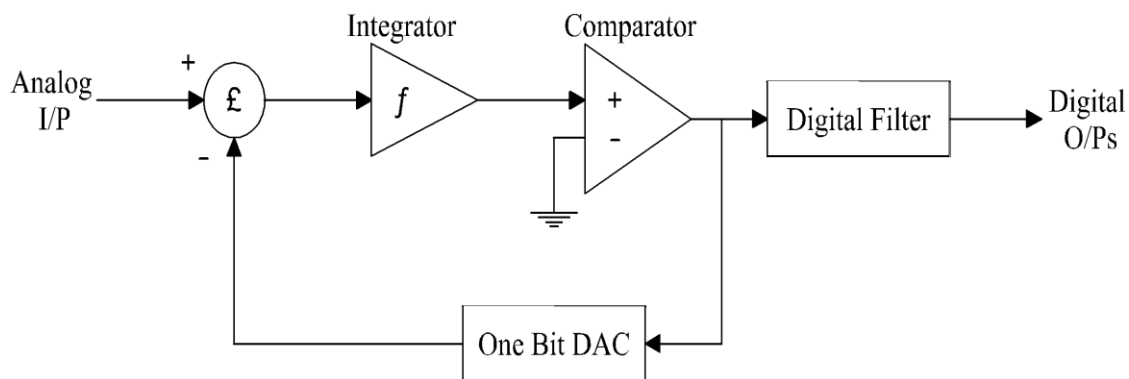 Integrator
Comparator
Analog
I/P
+
£
-
ƒ
+
-
Digital Filter
Digital
O/Ps
One Bit DAC